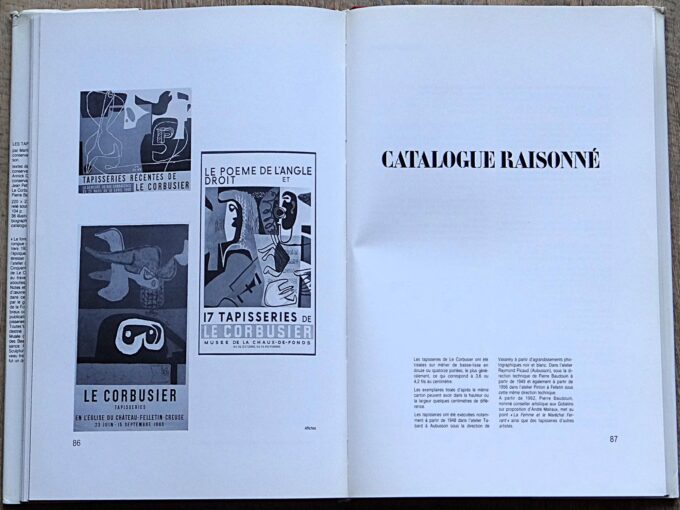 TAPISSERIES RÉCENTES DE
LE CORBUSIER
LE POEME DE L'ANGLE
DROIT ET
17 TAPISSERIES DE
LE CORBUSIER
MUSEE DE LA CHAUX-DE-FONDS
LE CORBUSIER
TAPISSERIES
EN L'EGLISE DU CHÂTEAU-FELLETIN-CREUSE
23 JUIN - 15 SEPTEMBRE
86
Affiches
CATALOGUE RAISONNÉ
Les tapisseries de Le Corbusier ont été
tissées sur métier de basse-lisse en
douze ou quatorze portées, le plus géné-
ralement, ce qui correspond à 3,6 ou
4,2 fils au centimètre.
Les exemplaires tissés d'après le même
carton peuvent avoir dans la hauteur ou
la largeur quelques centimètres de diffé-
rence.
Les tapisseries ont été exécutées notam-
ment à partir de 1948 dans l'atelier Ta-
bard à Aubusson sous la direction de
à partir d'agrandissements photo-
graphiques noir et blanc. Dans l'atelier
Raymond Picaud (Aubusson), sous la di-
rection technique de Pierre Baudouin à
partir de 1949 et également à partir de
l'atelier Pinton à Felletin sous
cette même direction technique.
A partir de 1962, Pierre Baudouin,
nommé conseiller artistique aux Gobelins
sur proposition d'André Malraux, met au
point «La Femme et le Maréchal Fer-
rant» ainsi que des tapisseries d'autres
artistes.
87